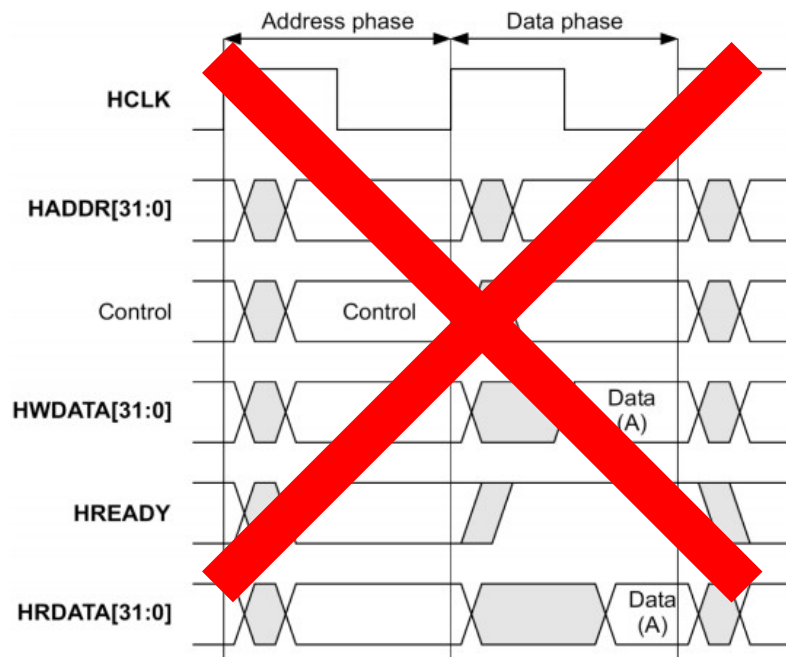 Address phase
Data phase
HCLK
HADDR[31:0]
Control
Control
HWDATA[31:0]
Data
(A)
HREADY
HRDATA[31:0]
Data
(A)